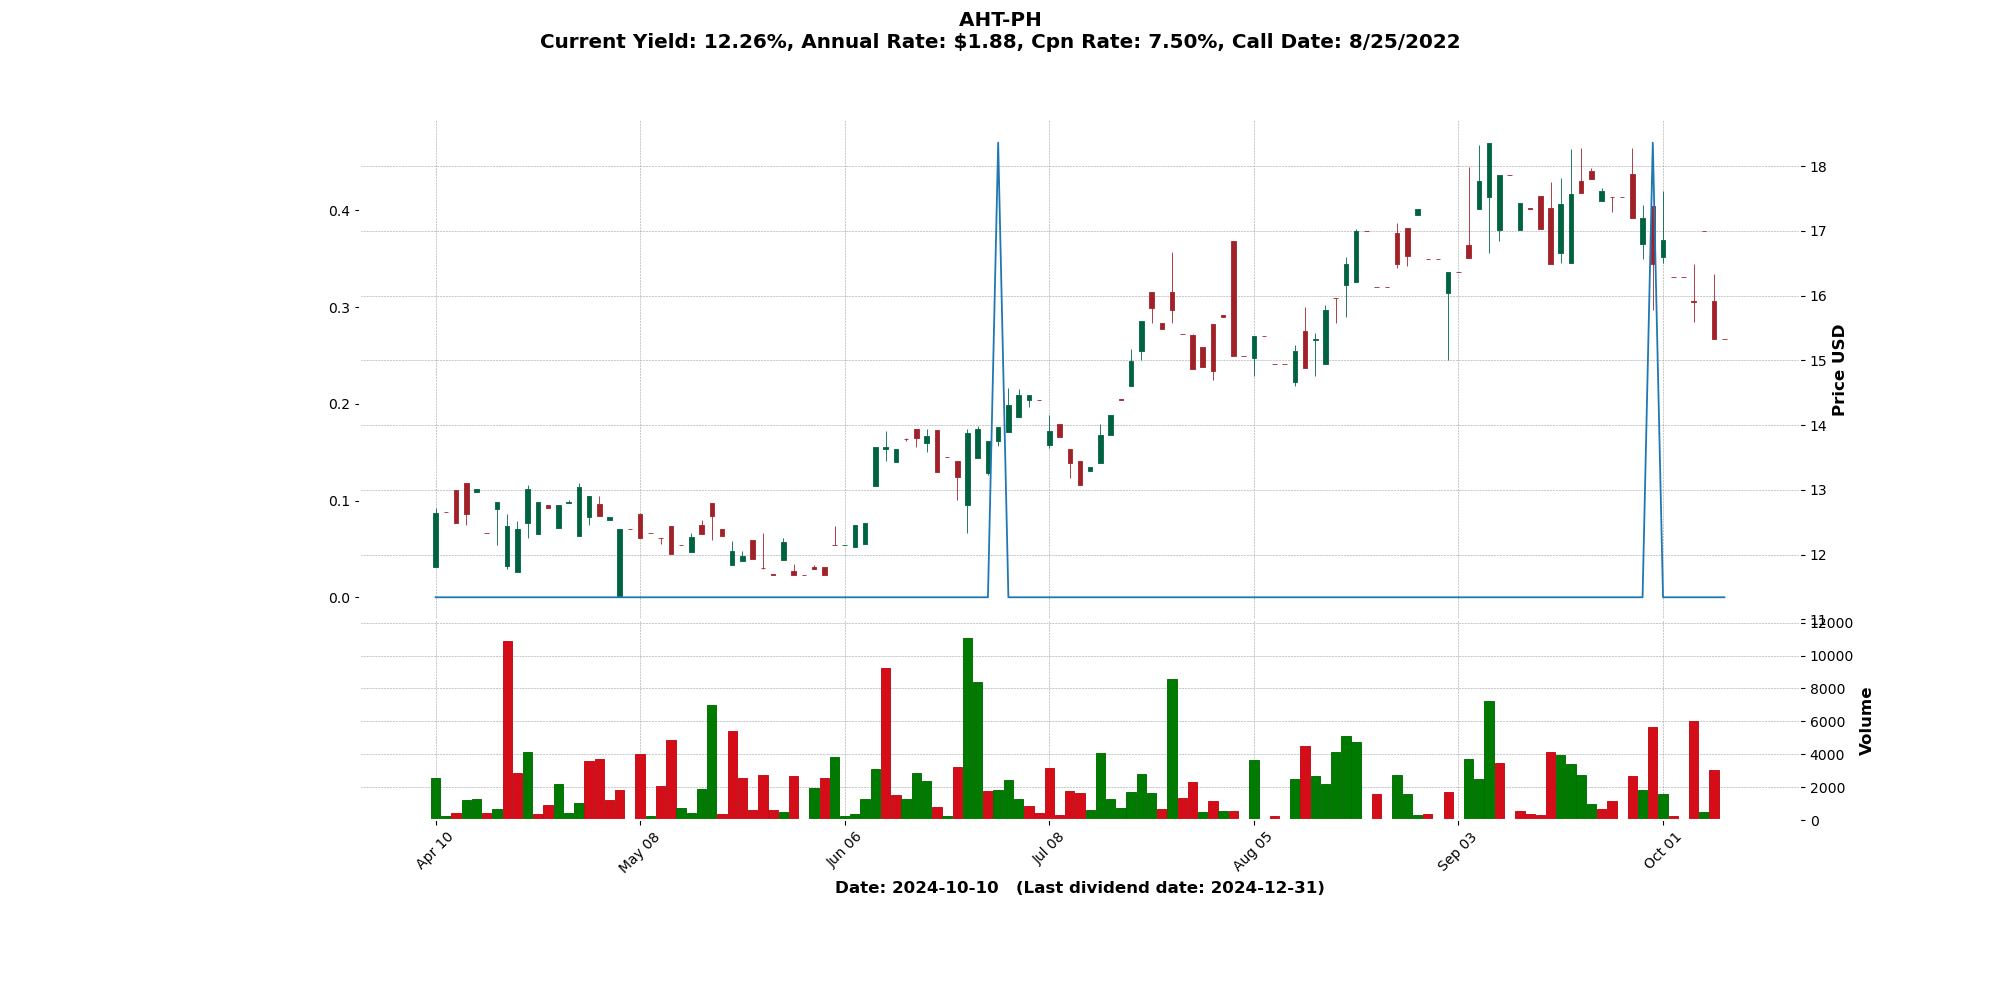 AHT-PH
Current Yield: 12.26%, Annual Rate: $1.88, Cpn Rate: 7.50%, Call Date: 8/25/2022
0.4
0.3
0.2
0.1
0.0
18
17
16
15
14
13
12
11
Price USD
12000
10000
8000
6000
4000
2000
0
Volume
Apr 10
May 08
Jun 06
Jul 08
Aug 05
Sep 03
Oct 01
Date: 2024-10-10 (Last dividend date: 2024-12-31)